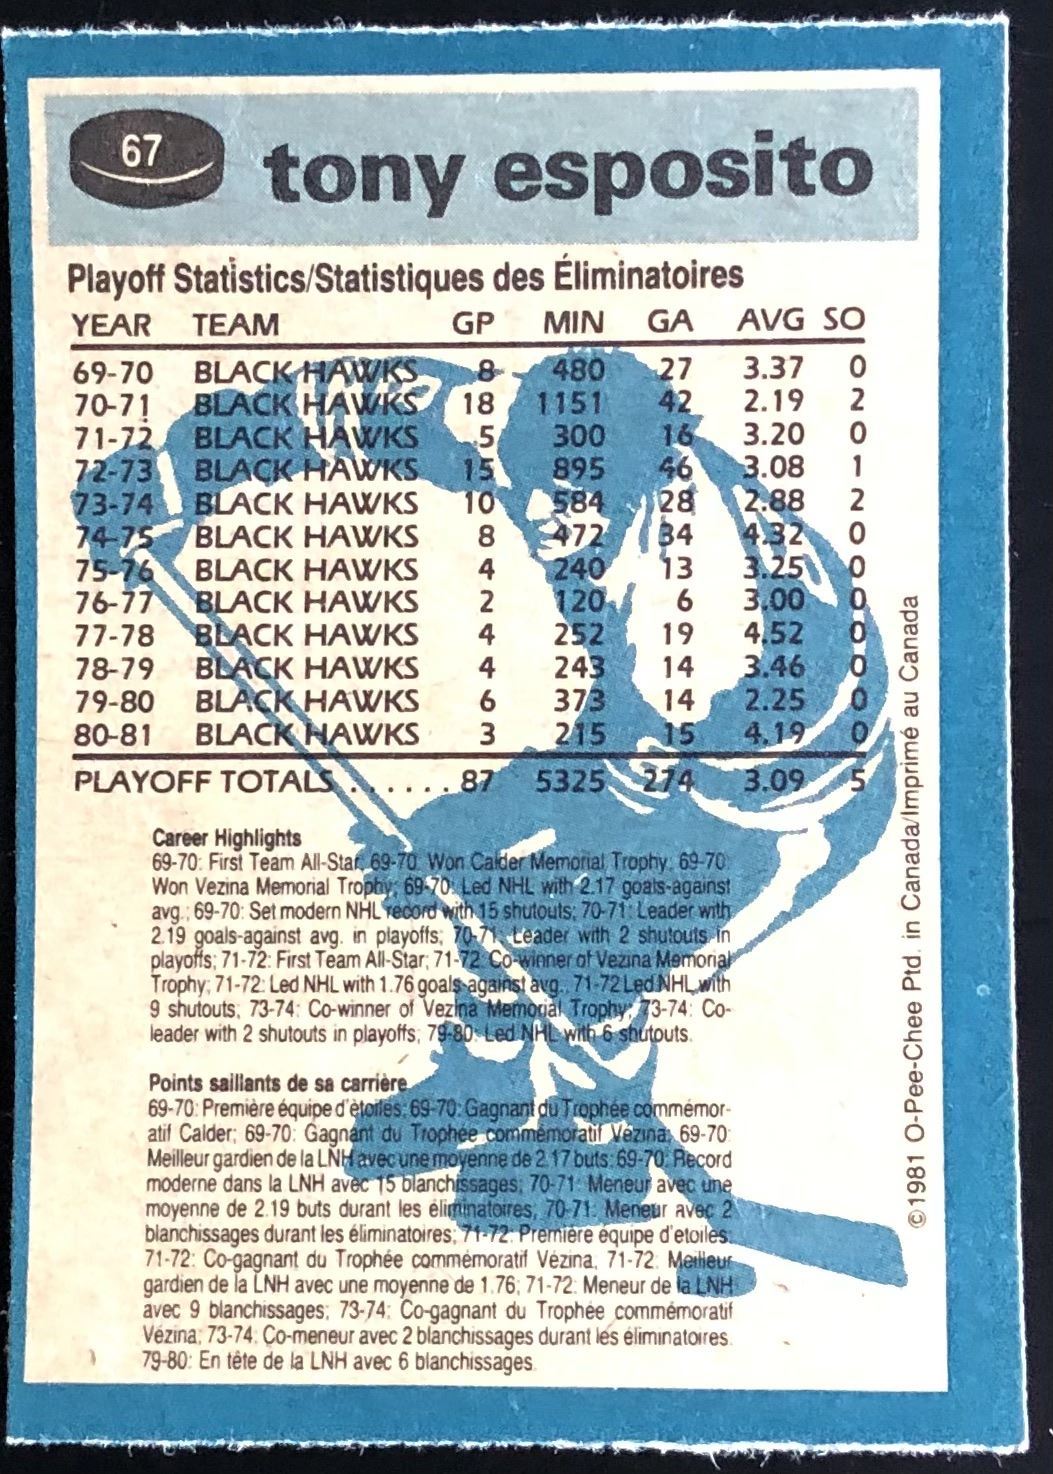 67
tony esposito
Playoff Statistics/Statistiques des Éliminatoires
YEAR TEAM GP MIN GA AVG SO
69-70 BLACK HAWKS 8 480 27 3.37 0
70-71 BLACK HAWKS 18 1151 42 2.19 2
71-72 BLACK HAWKS 5 300 16 3.20 0
72-73 BLACK HAWKS 15 895 46 3.08 1
73-74 BLACK HAWKS 10 584 28 2.88 2
74-75 BLACK HAWKS 8 472 34 4.32 0
75-76 BLACK HAWKS 4 240 13 3.25 0
76-77 BLACK HAWKS 2 120 6 3.00 0
77-78 BLACK HAWKS 4 252 19 4.52 0
78-79 BLACK HAWKS 4 243 14 3.46 0
79-80 BLACK HAWKS 6 373 14 2.25 0
80-81 BLACK HAWKS 3 215 15 4.19 0
PLAYOFF TOTALS ...... 87 5325 274 3.09 5
Career Highlights
69-70: First Team All-Star; 69-70: Won Calder Memorial Trophy; 69-70:
Won Vezina Memorial Trophy; 69-70: Led NHL with 2.17 goals-against
avg.; 69-70: Set modern NHL record with 15 shutouts; 70-71: Leader with
2.19 goals-against avg. in playoffs; 70-71: Leader with 2 shutouts in
playoffs; 71-72: First Team All-Star; 71-72: Co-winner of Vezina Memorial
Trophy; 71-72: Led NHL with 1.76 goals-against avg.; 71-72 Led NHL with
9 shutouts; 73-74: Co-winner of Vezina Memorial Trophy; 73-74: Co-
leader with 2 shutouts in playoffs; 79-80: Led NHL with 6 shutouts.
Points saillants de sa carrière
69-70: Première équipe d'étoiles; 69-70: Gagnant du Trophée commémor-
atif Calder; 69-70: Gagnant du Trophée commémoratif Vézina; 69-70:
Meilleur gardien de la LNH avec une moyenne de 2.17 buts; 69-70: Record
moderne dans la LNH avec 15 blanchissages; 70-71: Meneur avec une
moyenne de 2.19 buts durant les éliminatoires; 70-71: Meneur avec 2
blanchissages durant les éliminatoires; 71-72: Première équipe d'etoiles;
71-72: Co-gagnant du Trophée commémoratif Vézina; 71-72: Meilleur
gardien de la LNH avec une moyenne de 1.76; 71-72: Meneur de la LNH
avec 9 blanchissages; 73-74: Co-gagnant du Trophée commémoratif
Vézina; 73-74: Co-meneur avec 2 blanchissages durant les éliminatoires.
79-80: En tête de la LNH avec 6 blanchissages.
©1981 O-Pee-Chee Ptd. in Canada/Imprimé au Canada